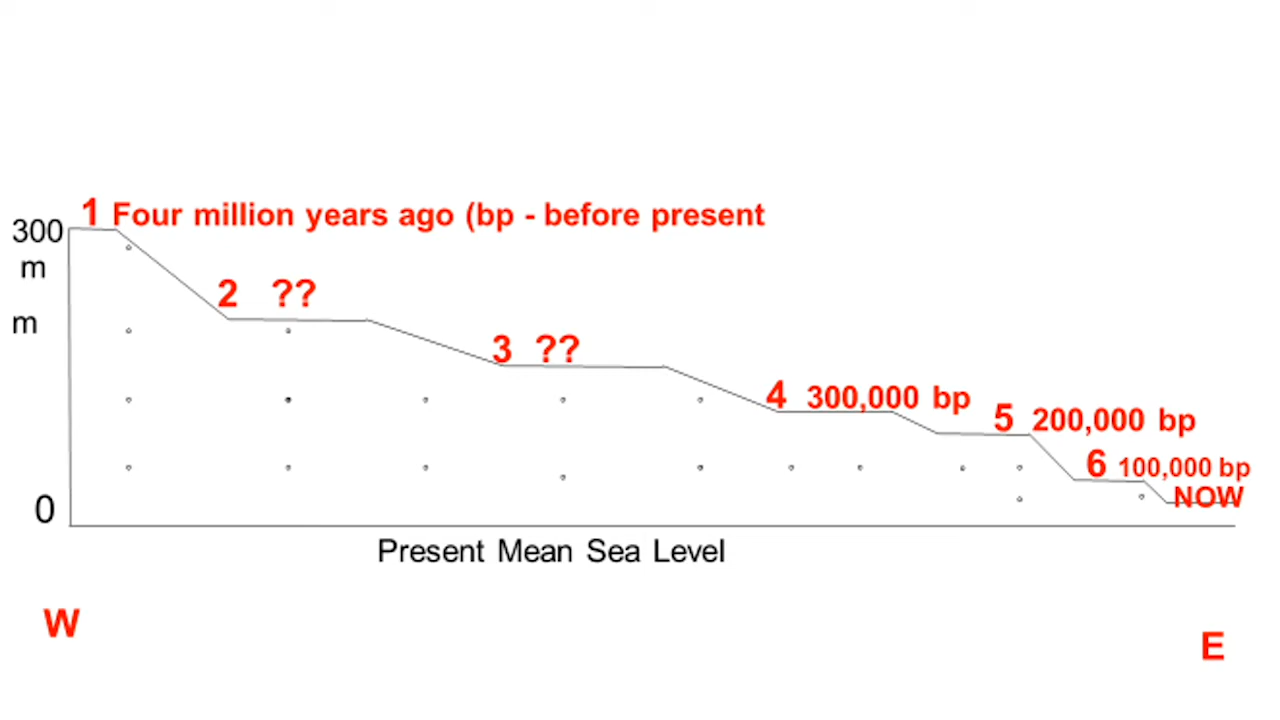 1 Four million years ago (bp - before present
300
m
2 ??
m
3 ??
4 300,000 bp
5 200,000 bp
6 100,000 bp
NOW
0
Present Mean Sea Level
W
E